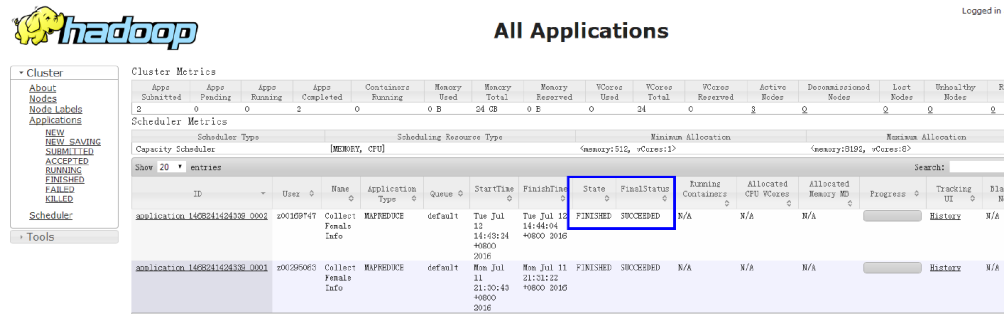 Logged in
hadoop
All Applications
Cluster
About
Nodes
Node Labels
Applications
NEW
NEW_SAVING
SUBMITTED
ACCEPTED
RUNNING
FINISHED
FAILED
KILLED
Scheduler
Tools
Cluster Metrics
Apps Submitted Apps Pending Apps Running Apps Completed Containers Running Memory Used Memory Total Memory Reserved VCores Used VCores Total VCores Reserved Active Nodes Decommissioned Nodes Lost Nodes Unhealthy Nodes R
2 0 0 2 0 0 B 24 GB 0 B 0 24 0 3 0 0 0 0
Scheduler Metrics
Scheduler Type Scheduling Resource Type Minimum Allocation Maximum Allocation
Capacity Scheduler [MEMORY, CPU] <memory:512, vCores:1> <memory:8192, vCores:8>
Show 20 entries Search:
ID User Name Application Type Queue StartTime FinishTime State FinalStatus Running Containers Allocated CPU VCores Allocated Memory MB Progress Tracking UI Bla
application_1468241424339_0002 z00169747 Collect Female Info MAPREDUCE default Tue Jul 12 14:43:24 +0800 2016 Tue Jul 12 14:44:04 +0800 2016 FINISHED SUCCEEDED N/A N/A N/A History N/A
application_1468241424339_0001 z00295063 Collect Female Info MAPREDUCE default Mon Jul 11 21:30:43 +0800 2016 Mon Jul 11 21:31:22 +0800 2016 FINISHED SUCCEEDED N/A N/A N/A History N/A